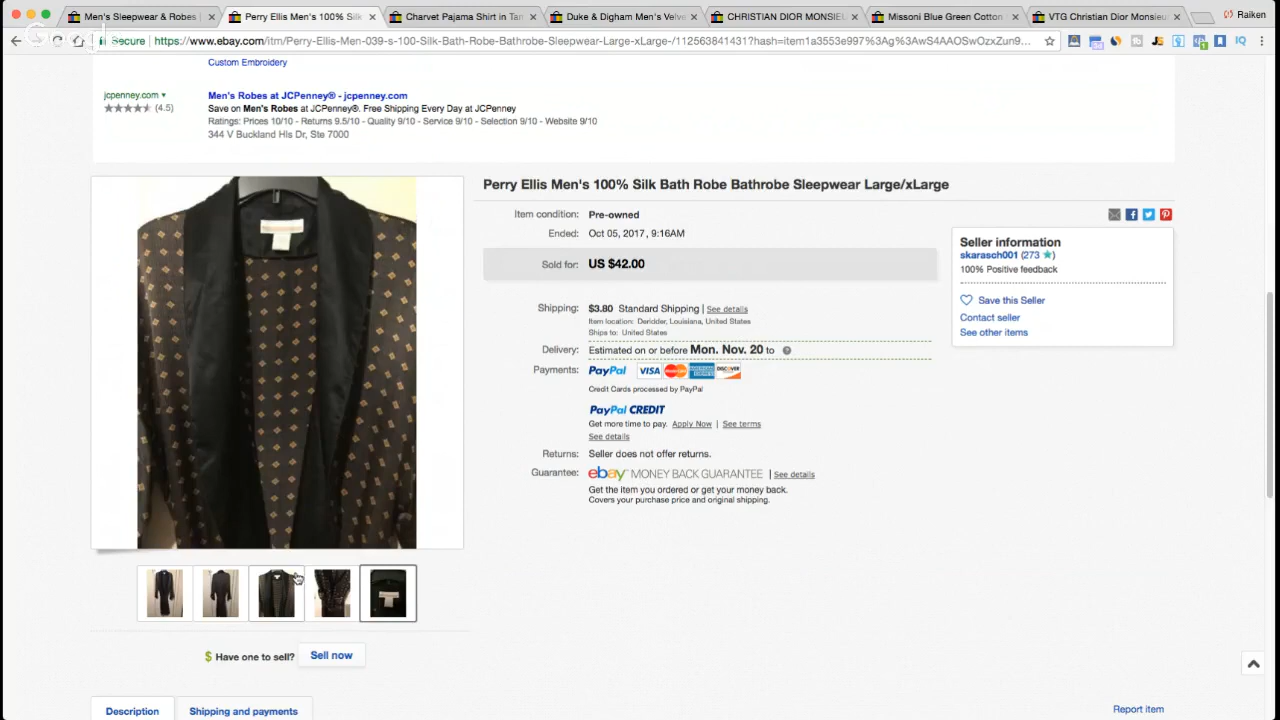 Men's Sleepwear & Robes |
Perry Ellis Men's 100% Silk
Charvet Pajama Shirt in Tan
Duke & Digham Men's Velvet
CHRISTIAN DIOR MONSIEU
Missoni Blue Green Cotton
VTG Christian Dior Monsieu
Raiken
Secure
https://www.ebay.com/itm/Perry-Ellis-Men-039-s-100-Silk-Bath-Robe-Bathrobe-Sleepwear-Large-xLarge-/112563841431?hash=item1a3553e997%3Ag%3AwS4AAOSwOzxZun9...
Custom Embroidery
jcpenney.com
(4.5)
Men's Robes at JCPenney® - jcpenney.com
Save on Men's Robes at JCPenney®. Free Shipping Every Day at JCPenney
Ratings: Prices 10/10 - Returns 9.5/10 - Quality 9/10 - Service 9/10 - Selection 9/10 - Website 9/10
344 V Buckland Hls Dr, Ste 7000
Perry Ellis Men's 100% Silk Bath Robe Bathrobe Sleepwear Large/xLarge
Item condition: Pre-owned
Ended: Oct 05, 2017 , 9:16AM
Sold for: US $42.00
Shipping: $3.80 Standard Shipping | See details
Item location: Deridder, Louisiana, United States
Ships to: United States
Delivery: Estimated on or before Mon. Nov. 20 to
Payments: PayPal VISA MasterCard AMERICAN EXPRESS DISCOVER
Credit Cards processed by PayPal
PayPal CREDIT
Get more time to pay. Apply Now | See terms
See details
Returns: Seller does not offer returns.
Guarantee: ebay MONEY BACK GUARANTEE | See details
Get the item you ordered or get your money back.
Covers your purchase price and original shipping.
Seller information
skarasch001 (273 )
100% Positive feedback
Save this Seller
Contact seller
See other items
$ Have one to sell? Sell now
Description
Shipping and payments
Report item